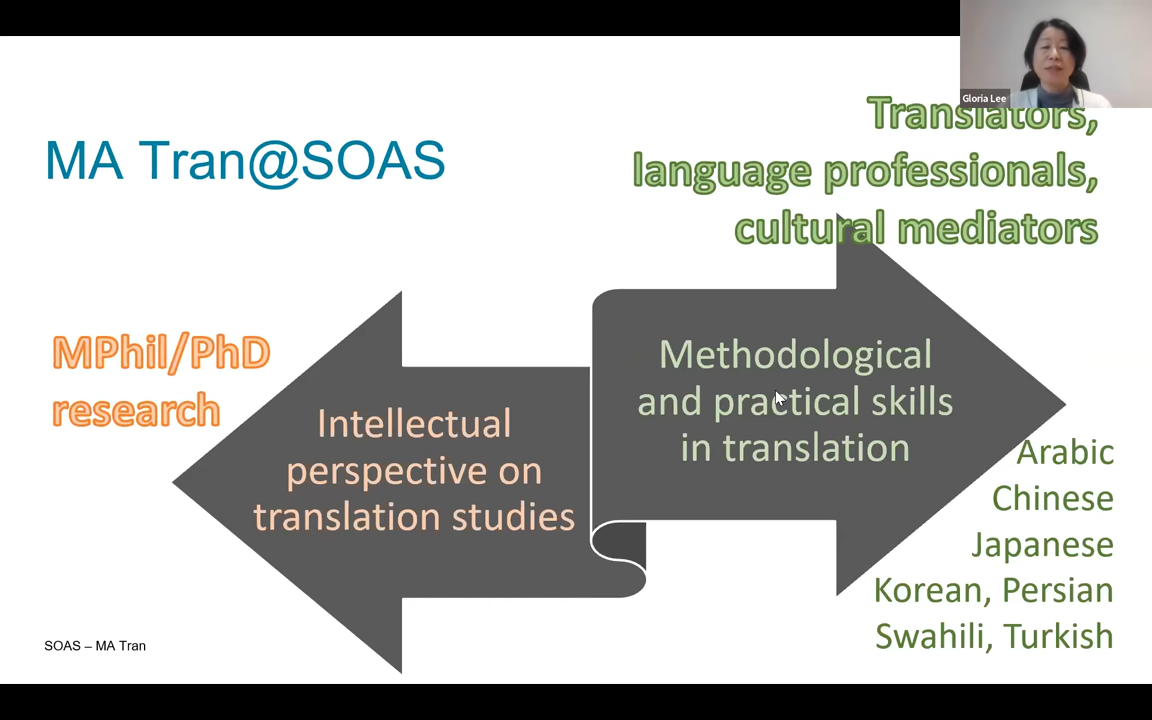 Gloria Lee
Translators,
language professionals,
cultural mediators
MA Tran@SOAS
MPhil/PhD
research
Intellectual
perspective on
translation studies
Methodological
and practical skills
in translation
Arabic
Chinese
Japanese
Korean, Persian
Swahili, Turkish
SOAS – MA Tran